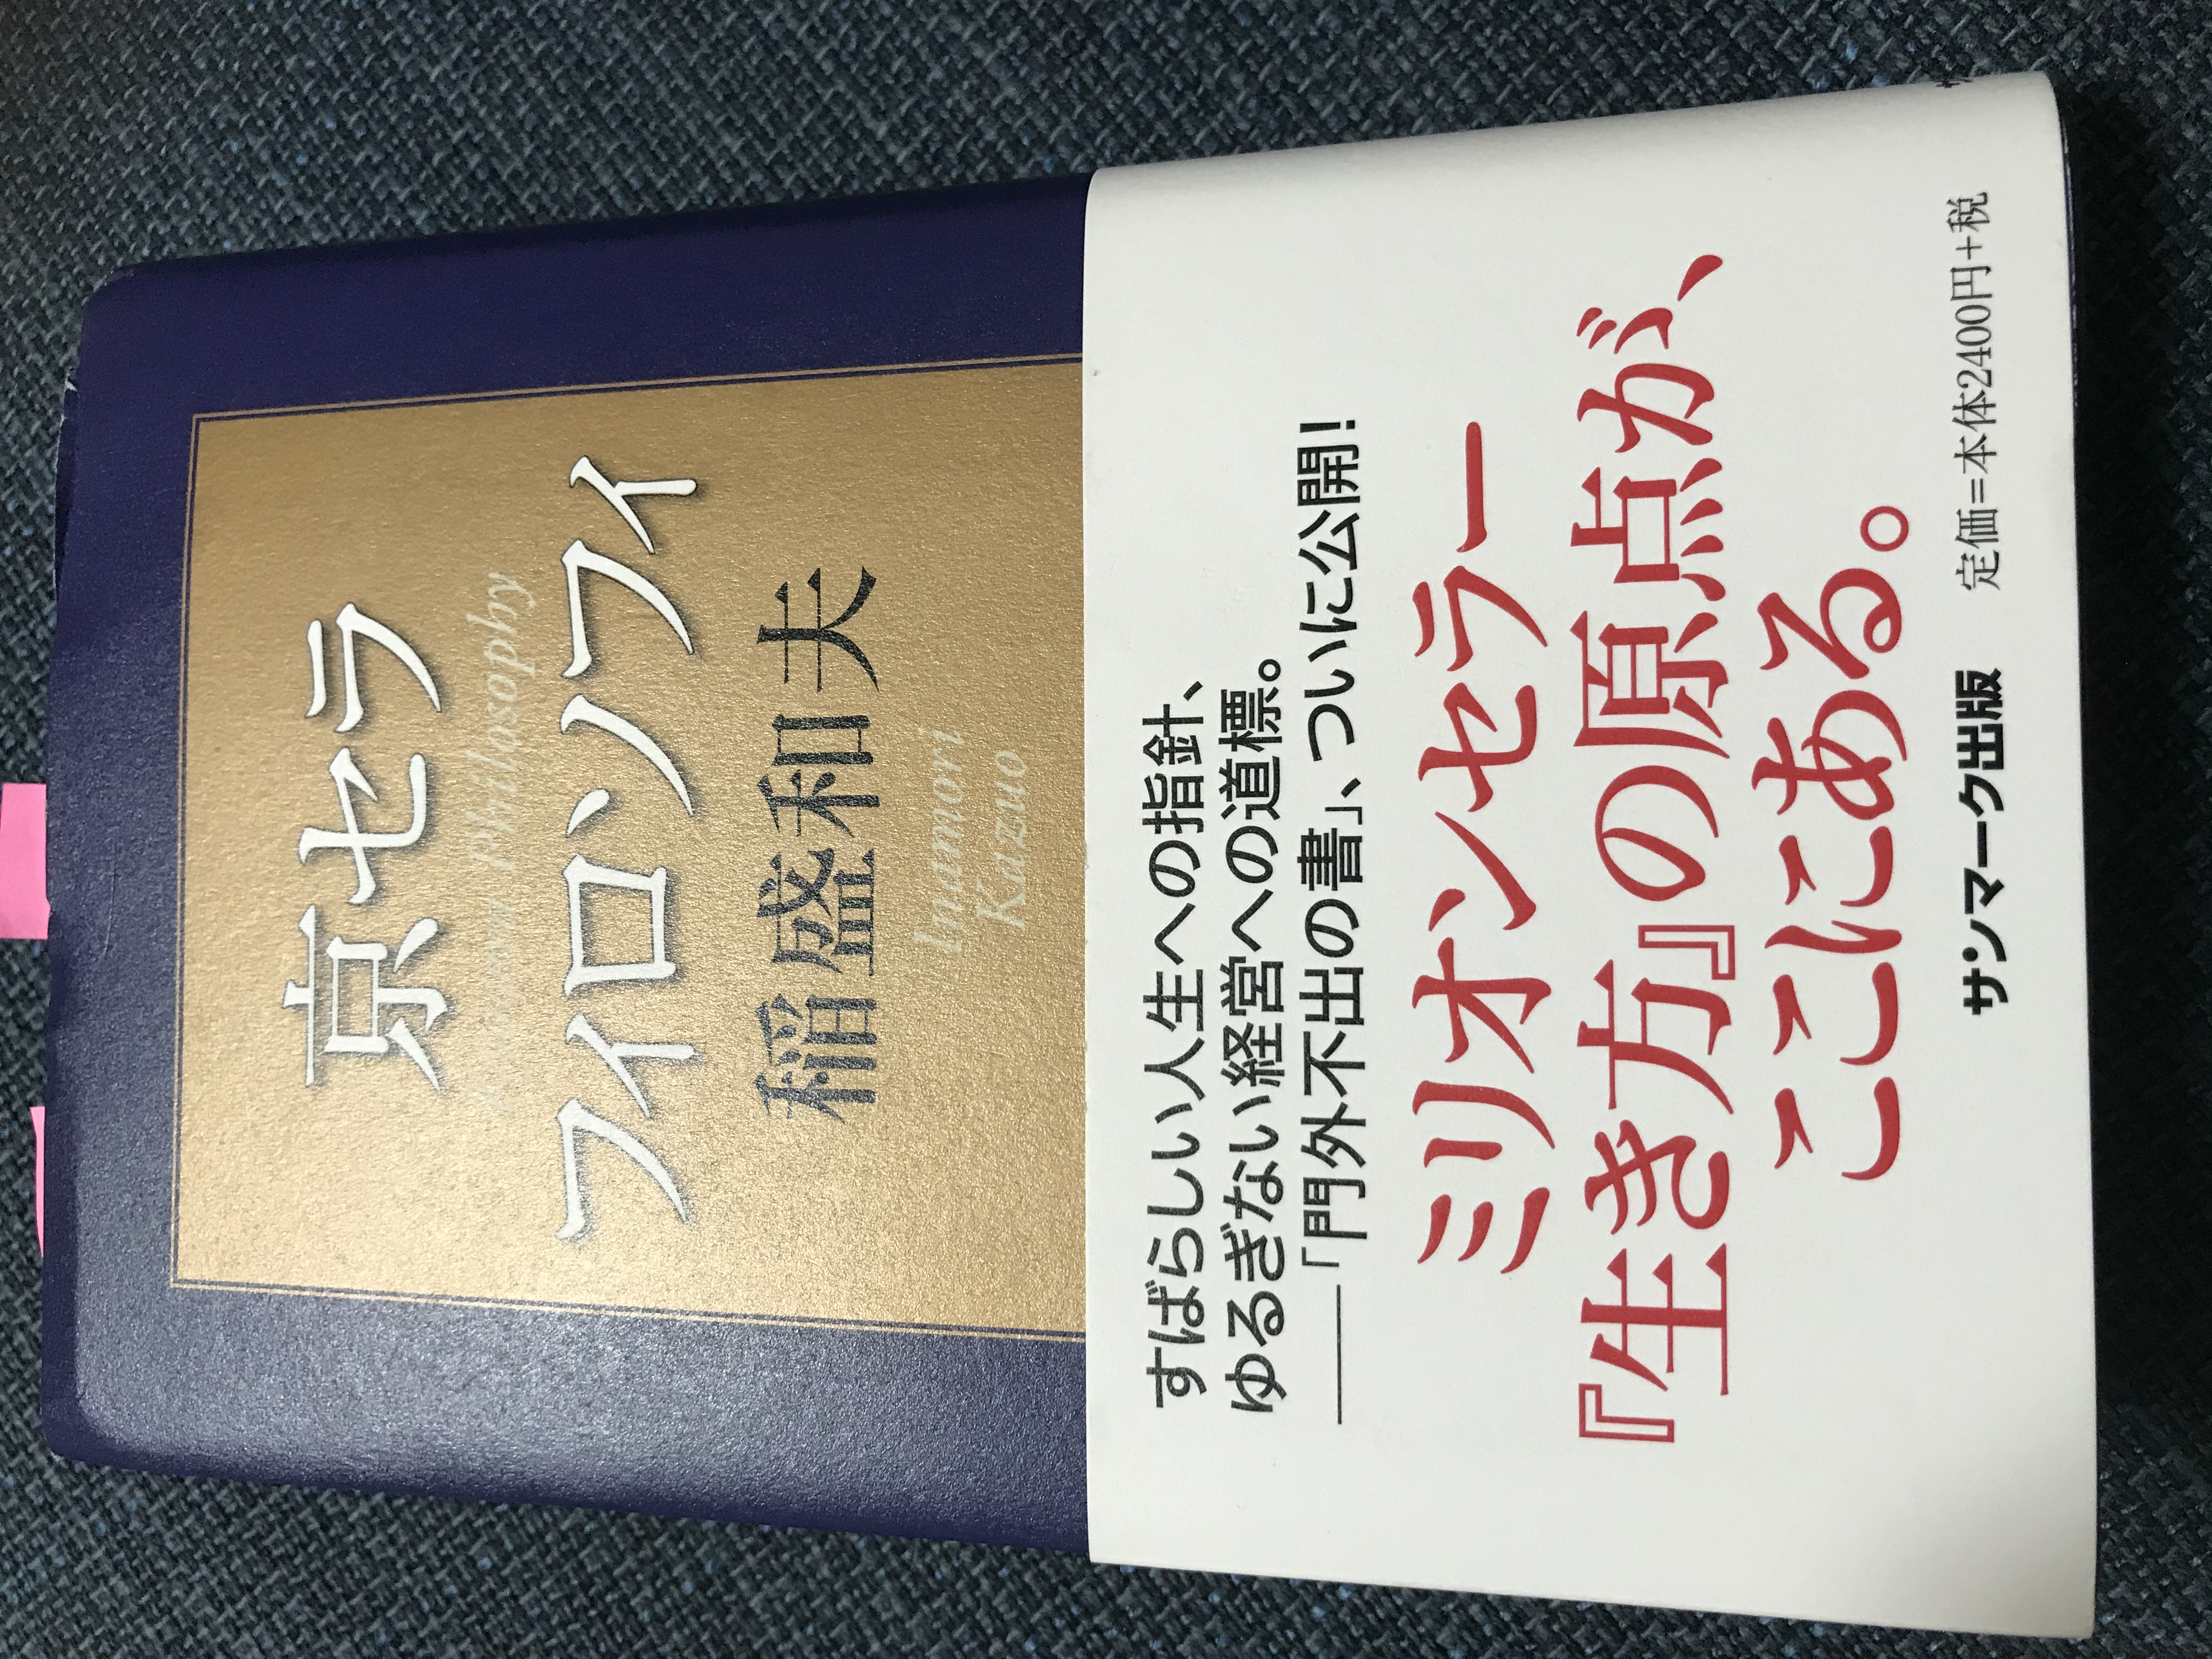 京セラ
Kyocera Philosophy
フィロソフィ
稲盛和夫
Inamori
Kazuo
すばらしい人生への指針、
ゆるぎない経営への道標。
――「門外不出の書」、ついに公開!
ミリオンセラー
『生き方』の原点が、
ここにある。
サンマーク出版 定価=本体2400円+税